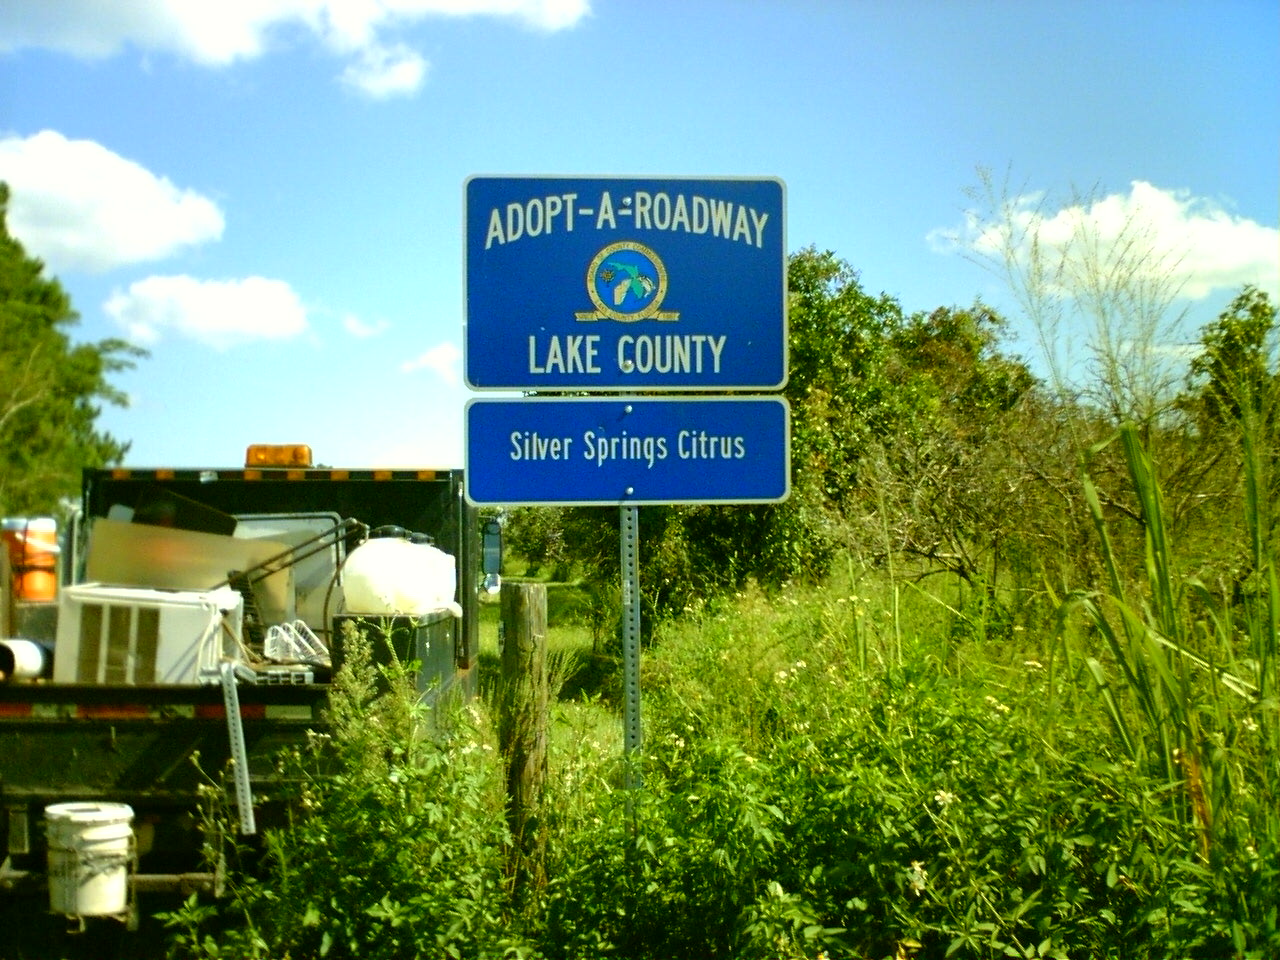 ADOPT-A-ROADWAY
LAKE COUNTY
Silver Springs Citrus